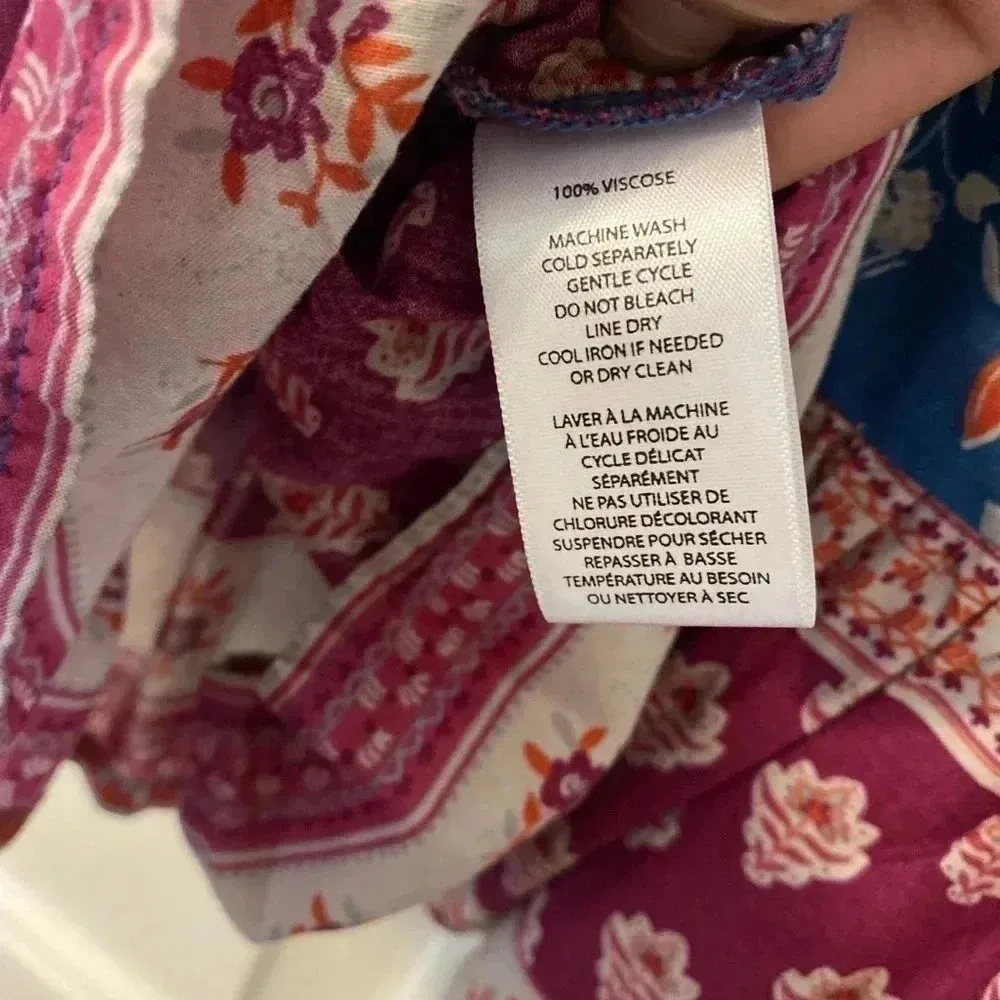 100% VISCOSE
MACHINE WASH
COLD SEPARATELY
GENTLE CYCLE
DO NOT BLEACH
LINE DRY
COOL IRON IF NEEDED
OR DRY CLEAN
LAVER À LA MACHINE
À L'EAU FROIDE AU
CYCLE DÉLICAT
SÉPARÉMENT
NE PAS UTILISER DE
CHLORURE DÉCOLORANT
SUSPENDRE POUR SÉCHER
REPASSER À BASSE
TEMPÉRATURE AU BESOIN
OU NETTOYER À SEC